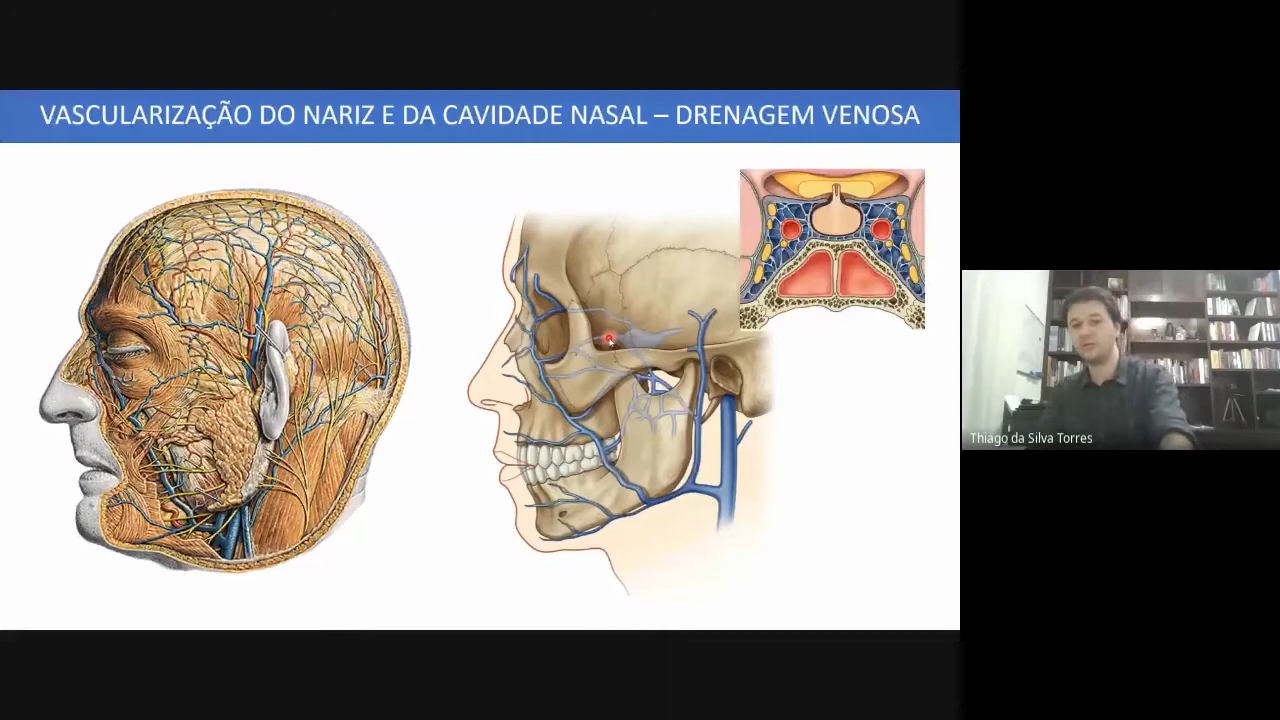 VASCULARIZAÇÃO DO NARIZ E DA CAVIDADE NASAL – DRENAGEM VENOSA
Thiago da Silva Torres